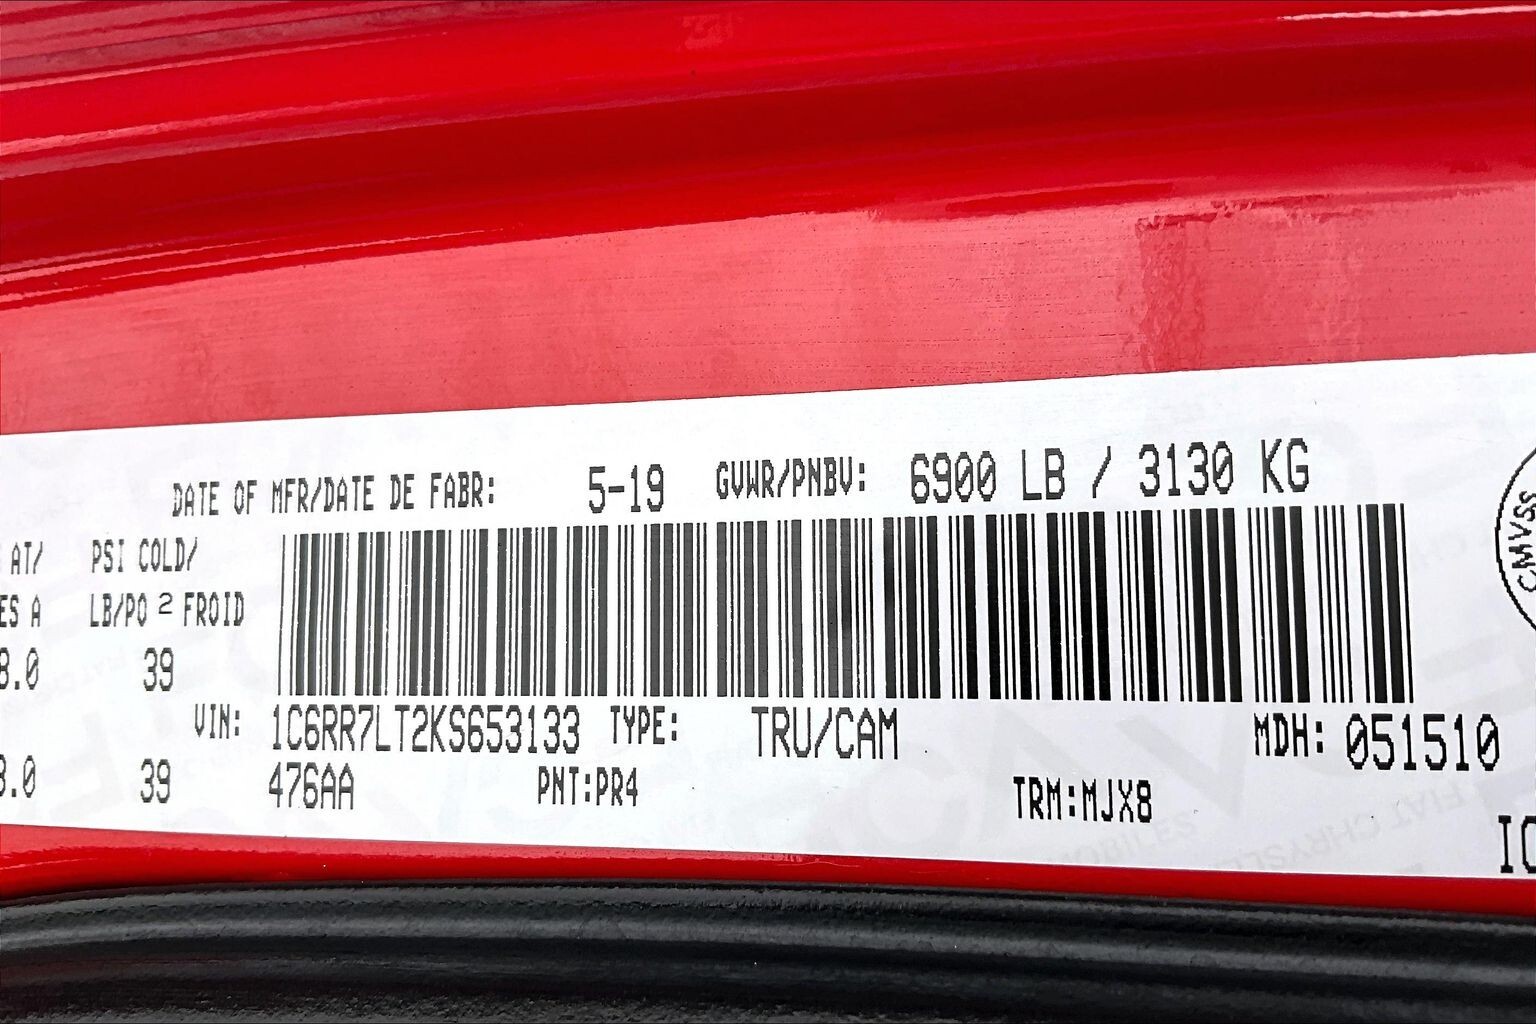 DATE OF MFR/DATE DE FABR: 5-19 GVWR/PNBV: 6900 LB / 3130 KG
AT/ PSI COLD/
ES A LB/PO 2 FROID
8.0 39
VIN: 1C6RR7LT2KS653133 TYPE: TRU/CAM MDH: 051510
8.0 39 476AA PNT:PR4 TRM:MJX8
CMVSS